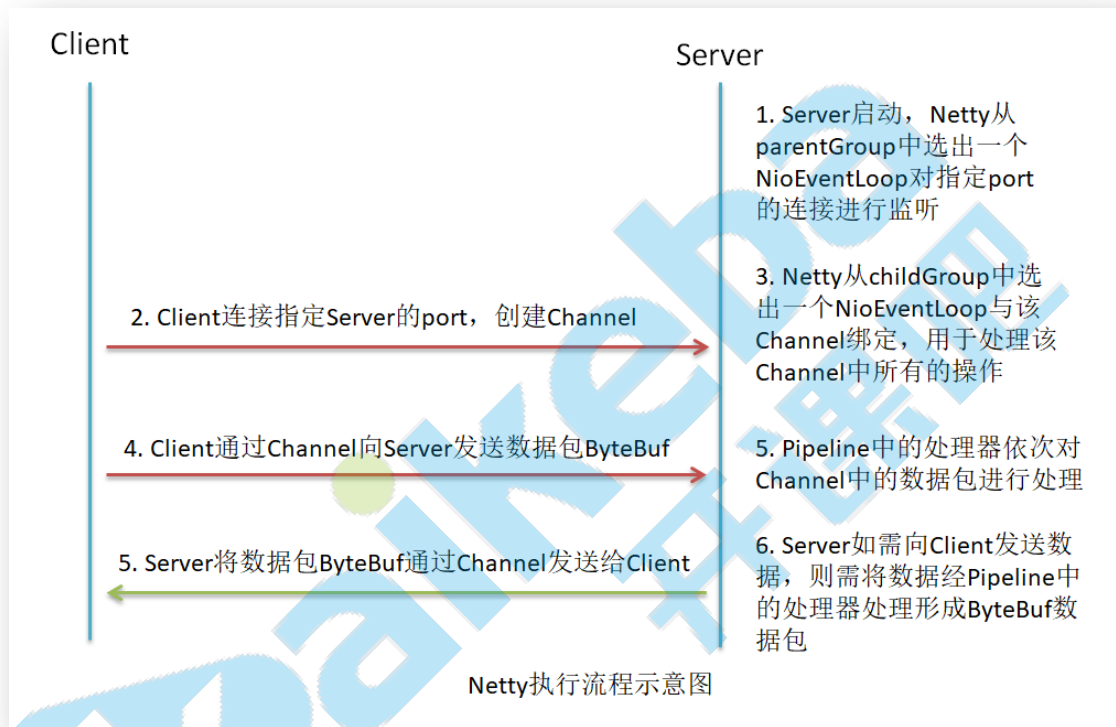 Client
Server
1. Server启动，Netty从
parentGroup中选出一个
NioEventLoop对指定port
的连接进行监听
2. Client连接指定Server的port，创建Channel
3. Netty从childGroup中选
出一个NioEventLoop与该
Channel绑定，用于处理该
Channel中所有的操作
4. Client通过Channel向Server发送数据包ByteBuf
5. Pipeline中的处理器依次对
Channel中的数据包进行处理
5. Server将数据包ByteBuf通过Channel发送给Client
6. Server如需向Client发送数
据，则需将数据经Pipeline中
的处理器处理形成ByteBuf数
据包
Netty执行流程示意图
kaikeba
开课吧